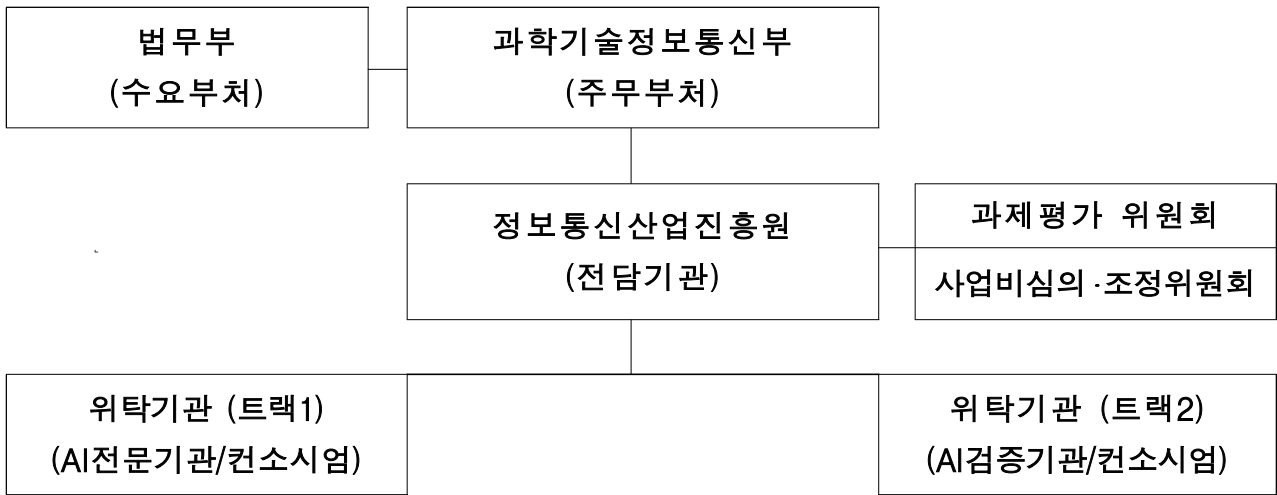 법무부
(수요부처)
과학기술정보통신부
(주무부처)
정보통신산업진흥원
(전담기관)
과제평가 위원회
사업비심의·조정위원회
위탁기관 (트랙1)
(AI전문기관/컨소시엄)
위탁기관 (트랙2)
(AI검증기관/컨소시엄)